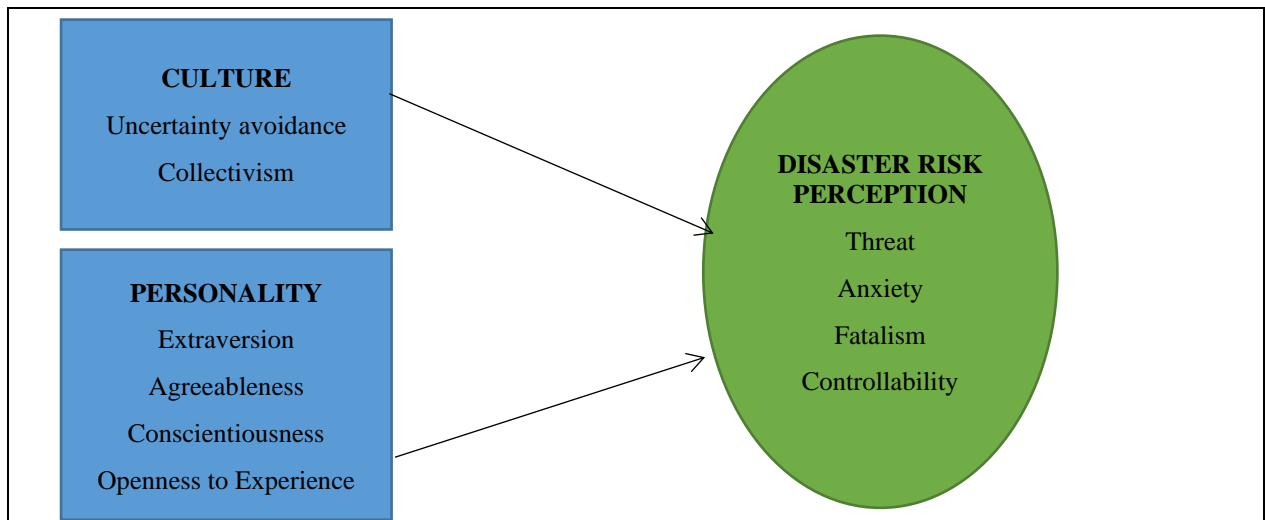 CULTURE
Uncertainty avoidance
Collectivism
PERSONALITY
Extraversion
Agreeableness
Conscientiousness
Openness to Experience
DISASTER RISK
PERCEPTION
Threat
Anxiety
Fatalism
Controllability